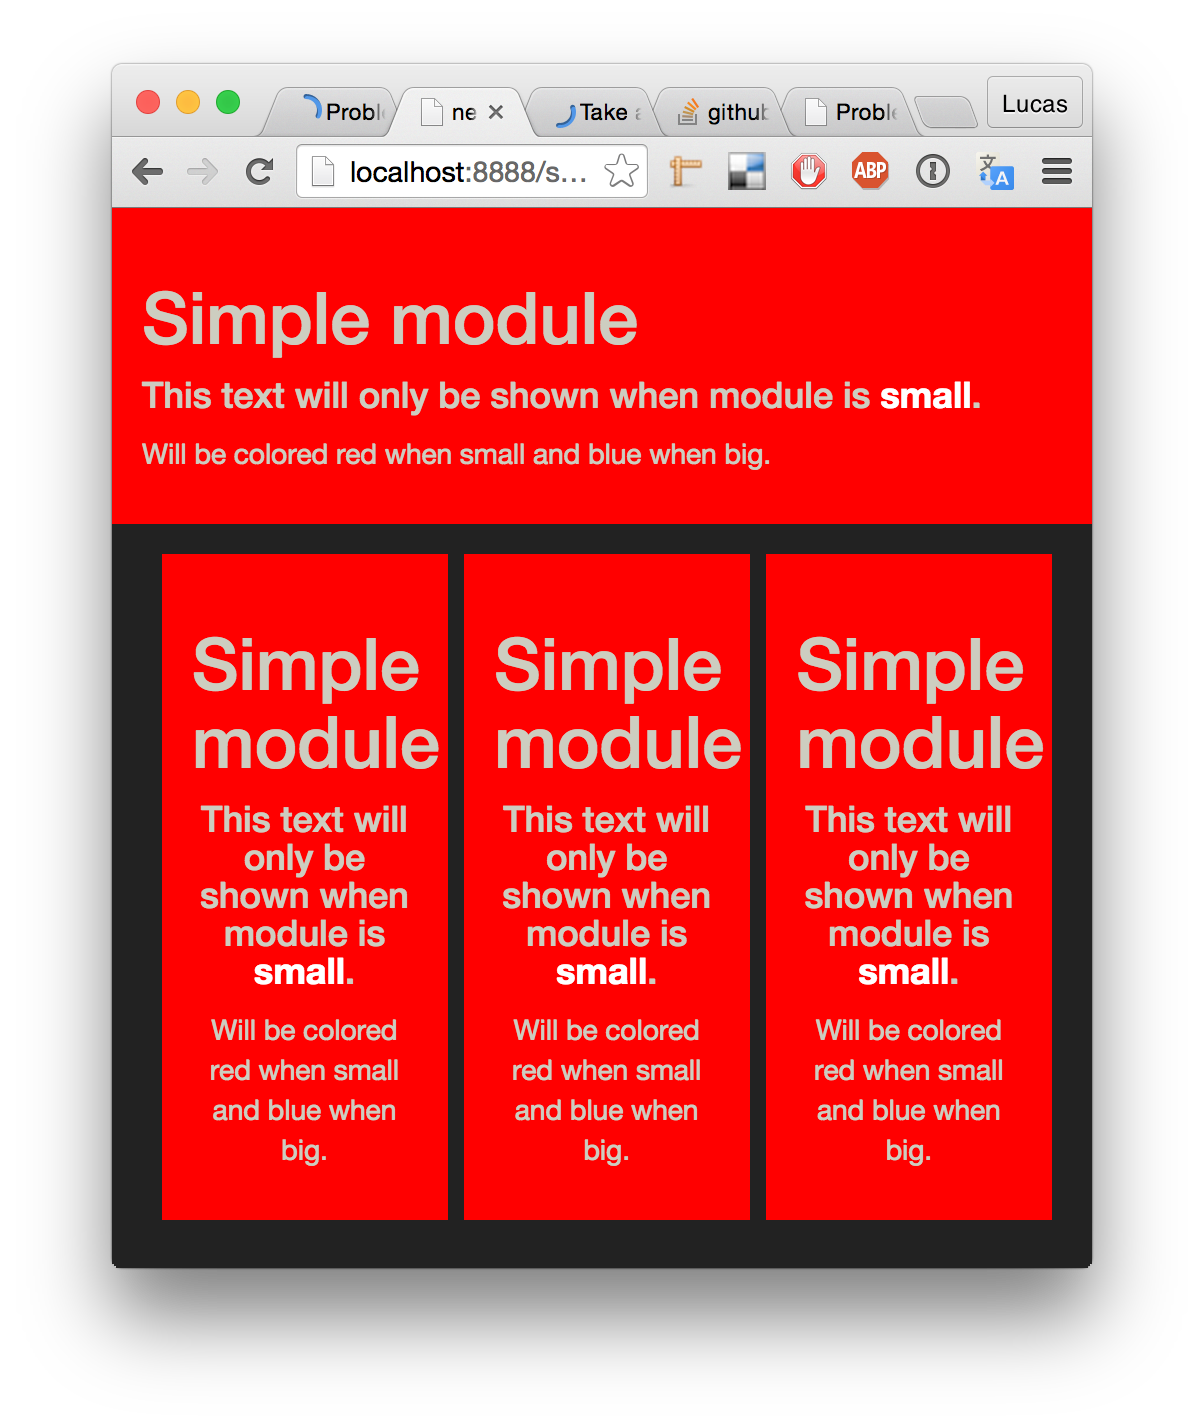 Probl
ne
Take a
github
Probl
Lucas
localhost:8888/s...
ABP
文A
Simple module
This text will only be shown when module is small.
Will be colored red when small and blue when big.
Simple
module
This text will
only be
shown when
module is
small.
Will be colored
red when small
and blue when
big.
Simple
module
This text will
only be
shown when
module is
small.
Will be colored
red when small
and blue when
big.
Simple
module
This text will
only be
shown when
module is
small.
Will be colored
red when small
and blue when
big.